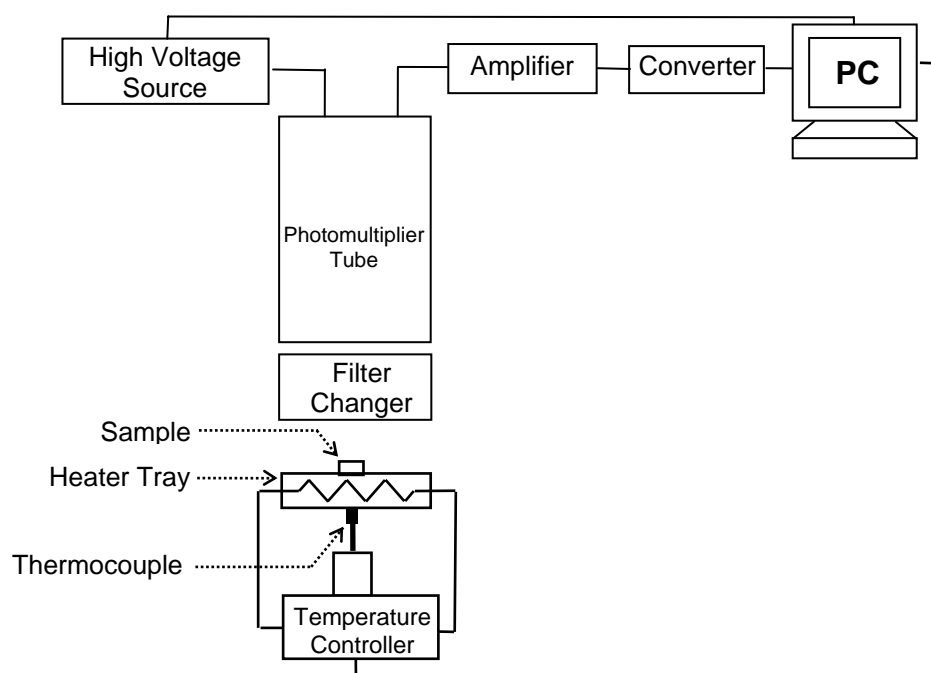 High Voltage
Source
Amplifier
Converter
PC
Photomultiplier
Tube
Filter
Changer
Sample
Heater Tray
Thermocouple
Temperature
Controller